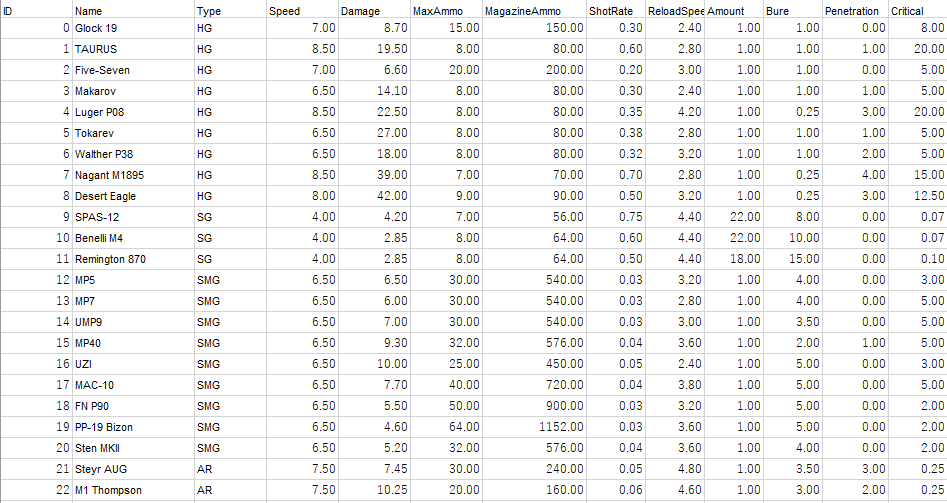 ID Name Type Speed Damage MaxAmmo MagazineAmmo ShotRate ReloadSpee Amount Bure Penetration Critical
0 Glock 19 HG 7.00 8.70 15.00 150.00 0.30 2.40 1.00 1.00 0.00 8.00
1 TAURUS HG 8.50 19.50 8.00 80.00 0.60 2.80 1.00 1.00 1.00 20.00
2 Five-Seven HG 7.00 6.60 20.00 200.00 0.20 3.00 1.00 1.00 0.00 5.00
3 Makarov HG 6.50 14.10 8.00 80.00 0.30 2.40 1.00 1.00 1.00 5.00
4 Luger P08 HG 8.50 22.50 8.00 80.00 0.35 4.20 1.00 0.25 3.00 20.00
5 Tokarev HG 6.50 27.00 8.00 80.00 0.38 2.80 1.00 1.00 1.00 5.00
6 Walther P38 HG 6.50 18.00 8.00 80.00 0.32 3.20 1.00 1.00 2.00 5.00
7 Nagant M1895 HG 8.50 39.00 7.00 70.00 0.70 2.80 1.00 0.25 4.00 15.00
8 Desert Eagle HG 8.00 42.00 9.00 90.00 0.50 3.20 1.00 0.25 3.00 12.50
9 SPAS-12 SG 4.00 4.20 7.00 56.00 0.75 4.40 22.00 8.00 0.00 0.07
10 Benelli M4 SG 4.00 2.85 8.00 64.00 0.60 4.40 22.00 10.00 0.00 0.07
11 Remington 870 SG 4.00 2.85 8.00 64.00 0.50 4.40 18.00 15.00 0.00 0.10
12 MP5 SMG 6.50 6.50 30.00 540.00 0.03 3.20 1.00 4.00 0.00 3.00
13 MP7 SMG 6.50 6.00 30.00 540.00 0.03 2.80 1.00 4.00 0.00 5.00
14 UMP9 SMG 6.50 7.00 30.00 540.00 0.03 3.00 1.00 3.50 0.00 5.00
15 MP40 SMG 6.50 9.30 32.00 576.00 0.04 3.60 1.00 2.00 1.00 5.00
16 UZI SMG 6.50 10.00 25.00 450.00 0.05 2.40 1.00 5.00 0.00 3.00
17 MAC-10 SMG 6.50 7.70 40.00 720.00 0.04 3.80 1.00 5.00 0.00 5.00
18 FN P90 SMG 6.50 5.50 50.00 900.00 0.03 3.20 1.00 5.00 0.00 2.00
19 PP-19 Bizon SMG 6.50 4.60 64.00 1152.00 0.03 3.60 1.00 5.00 0.00 2.00
20 Sten MKⅡ SMG 6.50 5.20 32.00 576.00 0.04 3.60 1.00 4.00 0.00 2.00
21 Steyr AUG AR 7.50 7.45 30.00 240.00 0.05 4.80 1.00 3.50 3.00 0.25
22 M1 Thompson AR 7.50 10.25 20.00 160.00 0.06 4.60 1.00 3.00 2.00 0.25